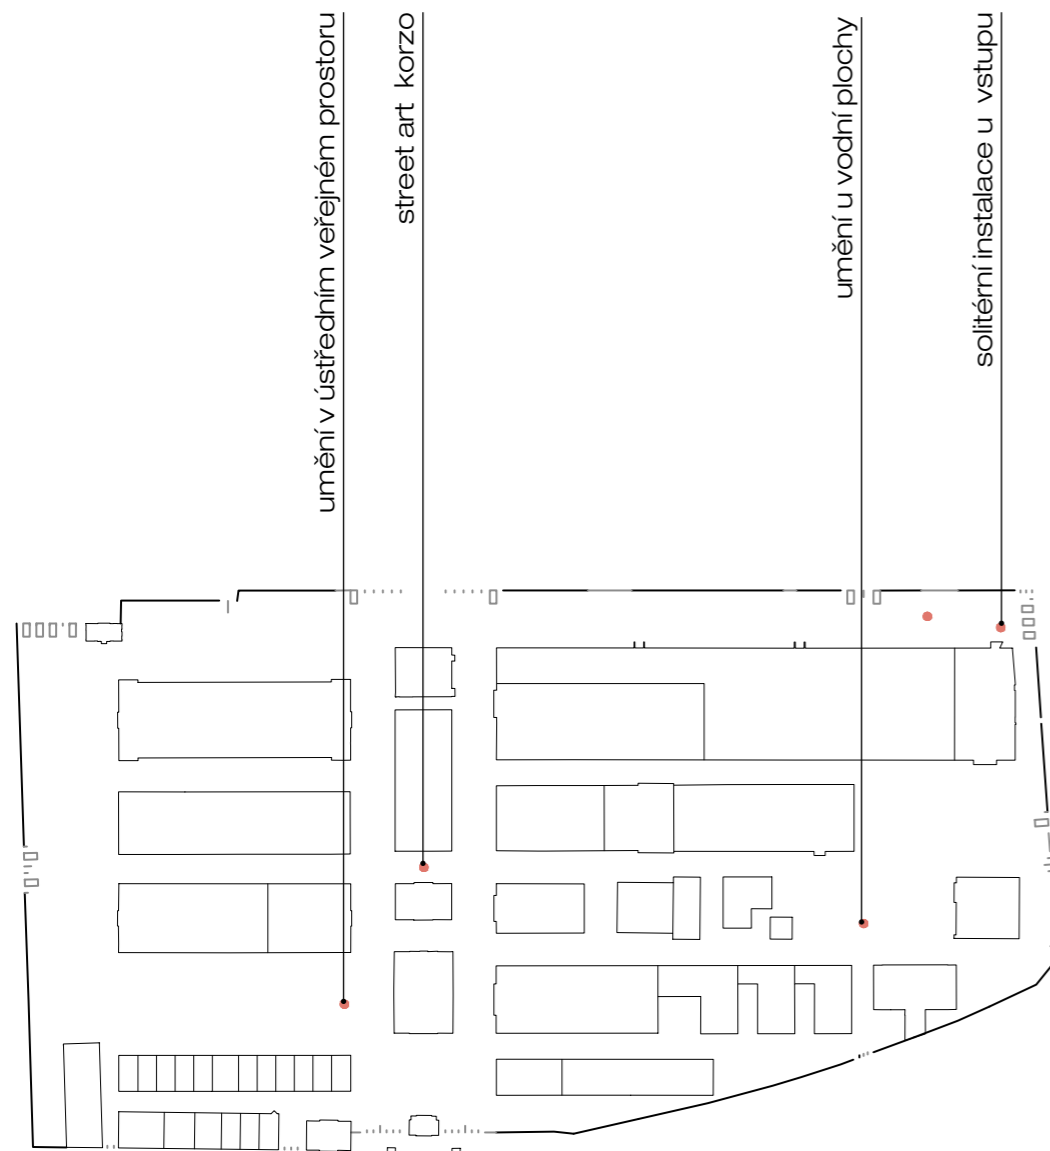 umění v ústředním veřejném prostoru
street art korzo
umění u vodní plochy
solitérní instalace u vstupu